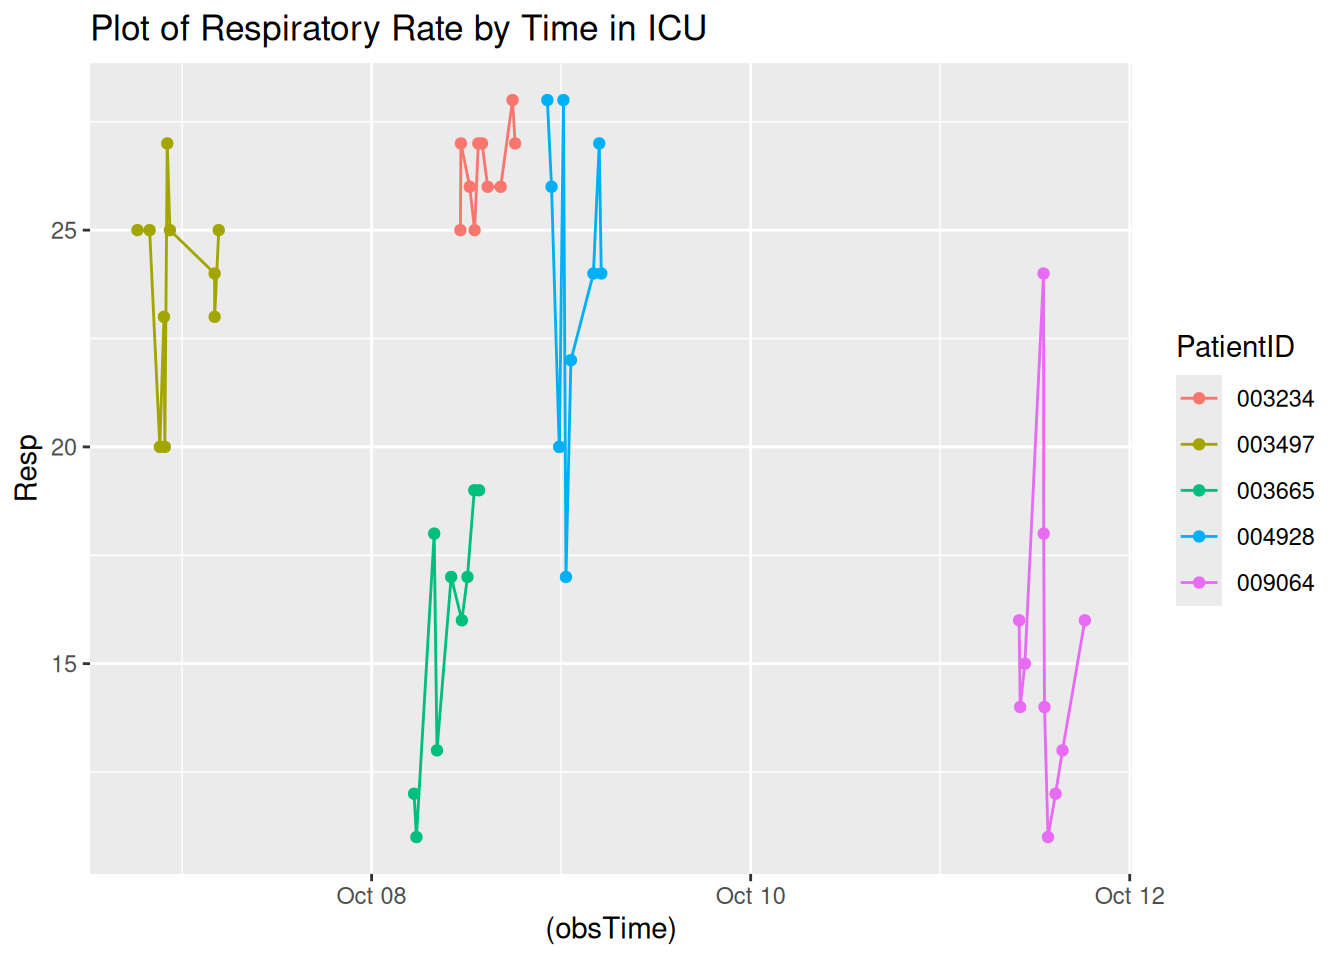 Plot of Respiratory Rate by Time in ICU
25
20
15
Resp
Oct 08
Oct 10
Oct 12
(obsTime)
PatientID
003234
003497
003665
004928
009064